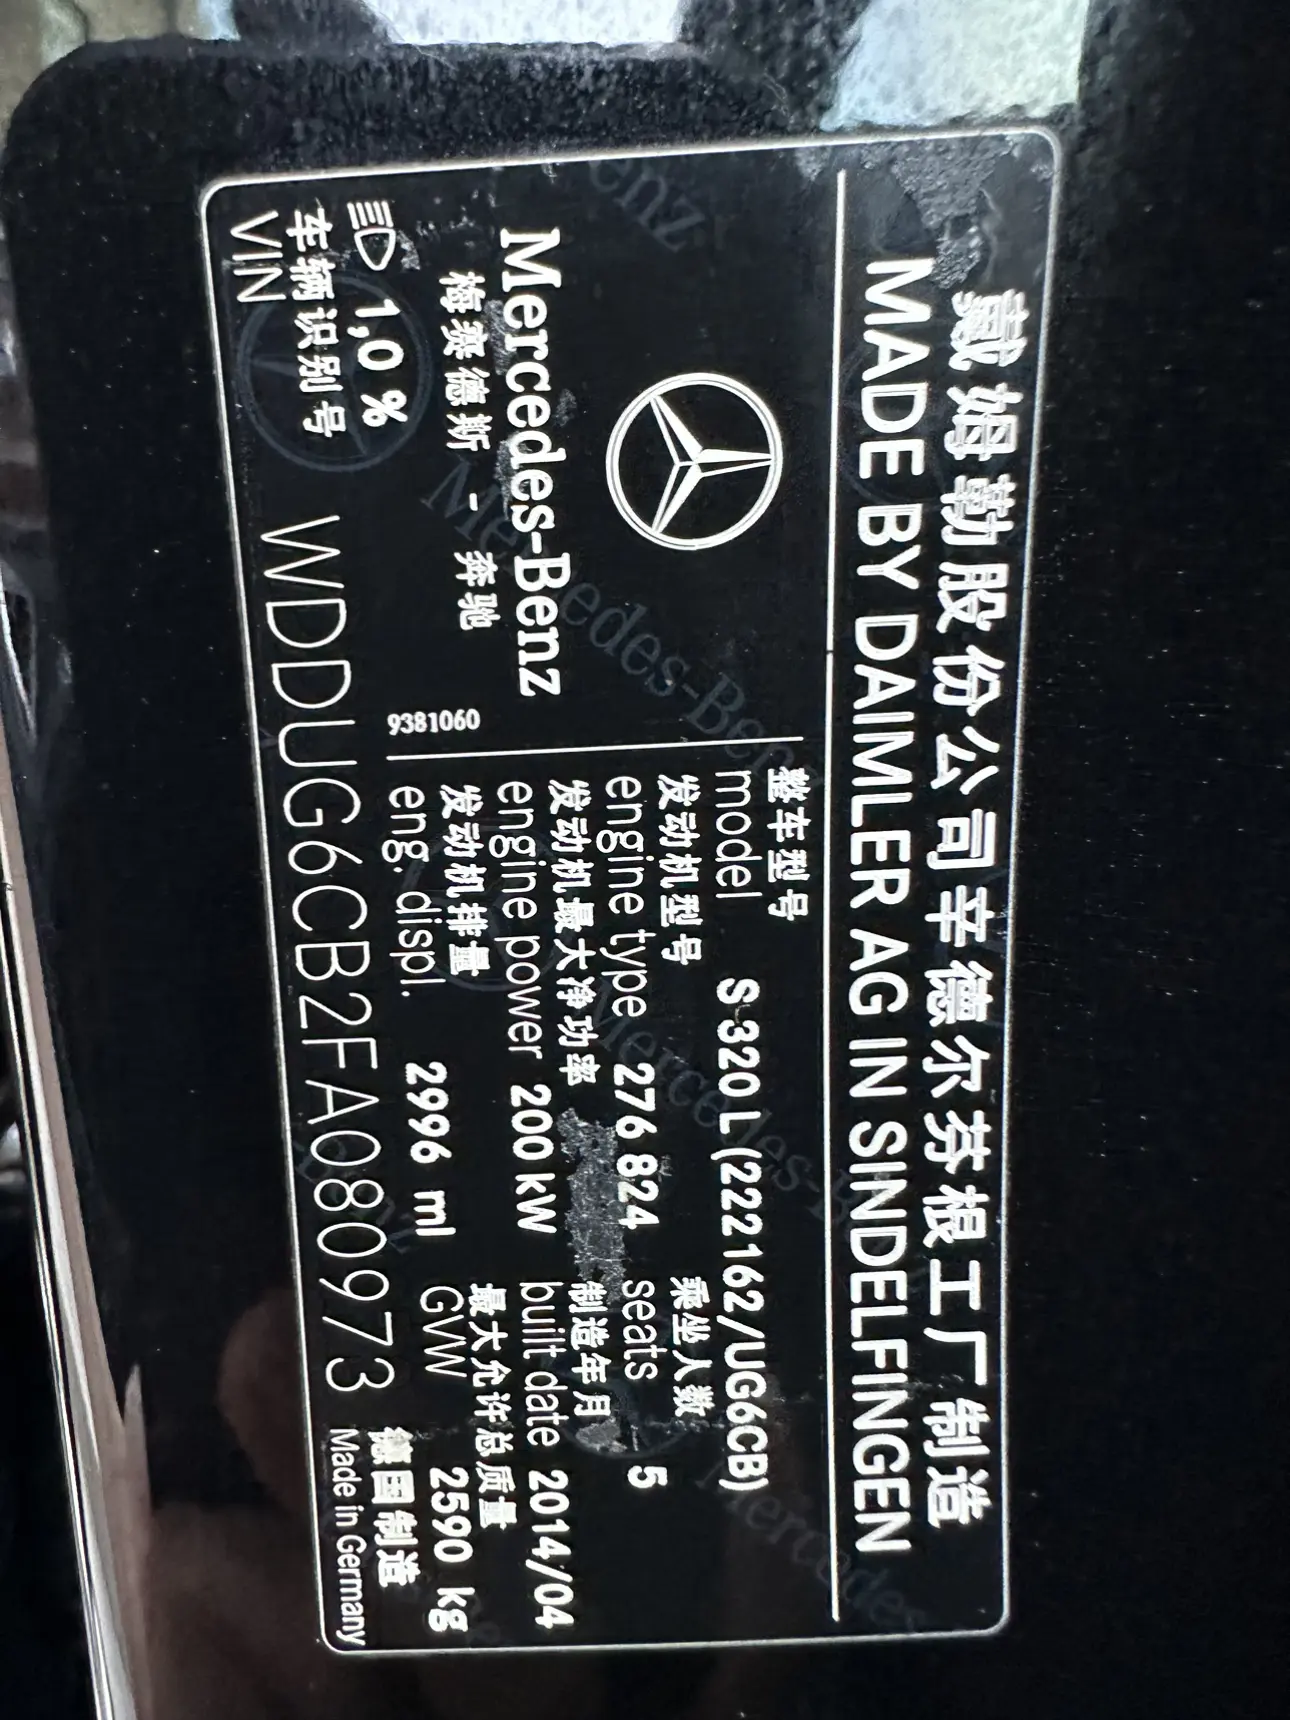 戴姆勒股份公司辛德尔芬根工厂制造
MADE BY DAIMLER AG IN SINDELFINGEN
Mercedes-Benz
梅赛德斯 - 奔驰
1,0 %
9381060
整车型号
model S 320 L (222162/UG6CB)
发动机型号 乘坐人数
engine type 276 824 seats 5
发动机最大净功率 制造年月
engine power 200 kW built date 2014/04
发动机排量 最大允许总质量
eng. displ. 2996 ml GVW 2590 kg
车辆识别号 德国制造
VIN WDDUG6CB2FA080973 Made in Germany
Mercedes-Benz
Mercedes-Benz
Mercedes